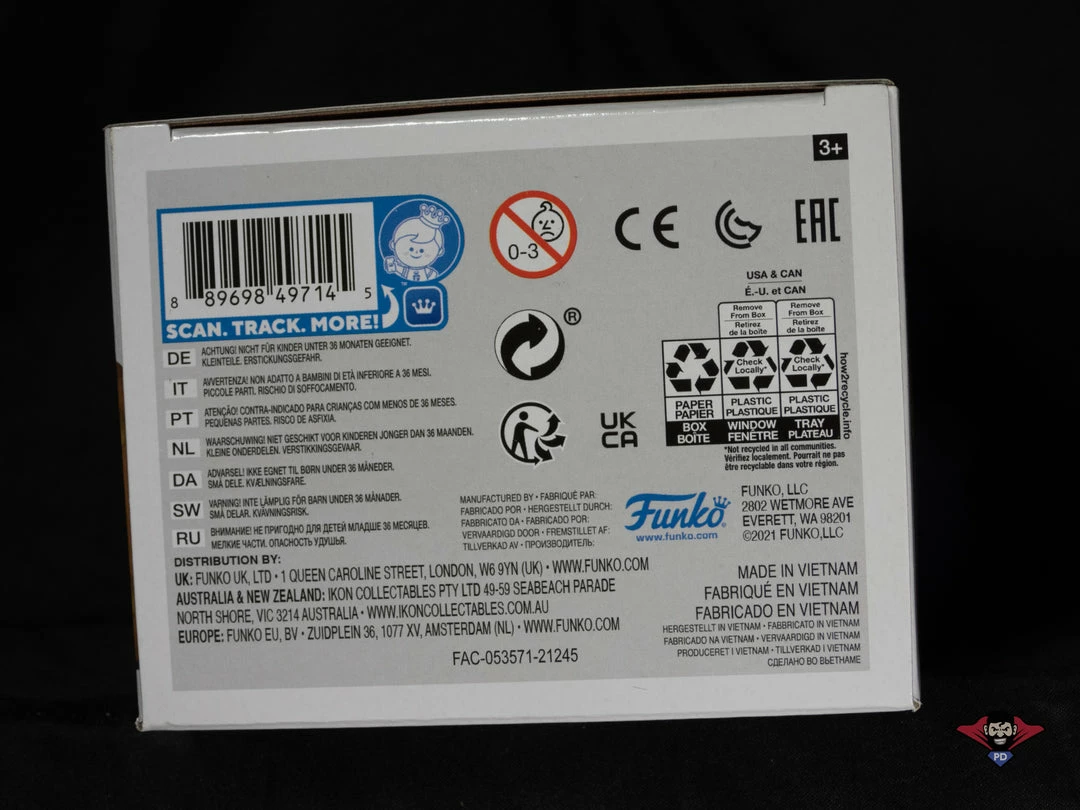 3+
8 89698 49714 5
SCAN. TRACK. MORE!
™
DE ACHTUNG! NICHT FÜR KINDER UNTER 36 MONATEN GEEIGNET.
KLEINTEILE. ERSTICKUNGSGEFAHR.
IT AVVERTENZA! NON ADATTO A BAMBINI DI ETÀ INFERIORE A 36 MESI.
PICCOLE PARTI. RISCHIO DI SOFFOCAMENTO.
PT ATENÇÃO! CONTRA-INDICADO PARA CRIANÇAS COM MENOS DE 36 MESES.
PEQUENAS PARTES. RISCO DE ASFIXIA.
NL WAARSCHUWING! NIET GESCHIKT VOOR KINDEREN JONGER DAN 36 MAANDEN.
KLEINE ONDERDELEN. VERSTIKKINGSGEVAAR.
DA ADVARSEL! IKKE EGNET TIL BØRN UNDER 36 MÅNEDER.
SMÅ DELE. KVÆLNINGSFARE.
SW VARNING! INTE LÄMPLIG FÖR BARN UNDER 36 MÅNADER.
SMÅ DELAR. KVÄVNINGSRISK.
RU ВНИМАНИЕ! НЕ ПРИГОДНО ДЛЯ ДЕТЕЙ МЛАДШЕ 36 МЕСЯЦЕВ.
МЕЛКИЕ ЧАСТИ. ОПАСНОСТЬ УДУШЬЯ.
0-3
CE
EAC
®
UK
CA
USA & CAN
É.-U. et CAN
Remove
From Box
Retirez
de la boîte
Remove
From Box
Retirez
de la boîte
Check
Locally*
Check
Locally*
PAPER
PAPIER
PLASTIC
PLASTIQUE
PLASTIC
PLASTIQUE
BOX
BOÎTE
WINDOW
FENÊTRE
TRAY
PLATEAU
how2recycle.info
*Not recycled in all communities.
Vérifiez localement. Pourrait ne pas
être recyclable dans votre région.
MANUFACTURED BY • FABRIQUÉ PAR:
FABRICADO POR • HERGESTELLT DURCH:
FABBRICATO DA • FABRICADO POR:
VERVAARDIGD DOOR • FREMSTILLET AF:
TILLVERKAD AV • ПРОИЗВОДИТЕЛЬ:
Funko®
www.funko.com
FUNKO, LLC
2802 WETMORE AVE
EVERETT, WA 98201
©2021 FUNKO,LLC
DISTRIBUTION BY:
UK: FUNKO UK, LTD • 1 QUEEN CAROLINE STREET, LONDON, W6 9YN (UK) • WWW.FUNKO.COM
AUSTRALIA & NEW ZEALAND: IKON COLLECTABLES PTY LTD 49-59 SEABEACH PARADE
NORTH SHORE, VIC 3214 AUSTRALIA • WWW.IKONCOLLECTABLES.COM.AU
EUROPE: FUNKO EU, BV • ZUIDPLEIN 36, 1077 XV, AMSTERDAM (NL) • WWW.FUNKO.COM
FAC-053571-21245
MADE IN VIETNAM
FABRIQUÉ EN VIETNAM
FABRICADO EN VIETNAM
HERGESTELLT IN VIETNAM • FABBRICATO IN VIETNAM
FABRICADO NA VIETNAM • VERVAARDIGD IN VIETNAM
PRODUCERET I VIETNAM • TILLVERKAD I VIETNAM
СДЕЛАНО ВО ВЬЕТНАМЕ
PD